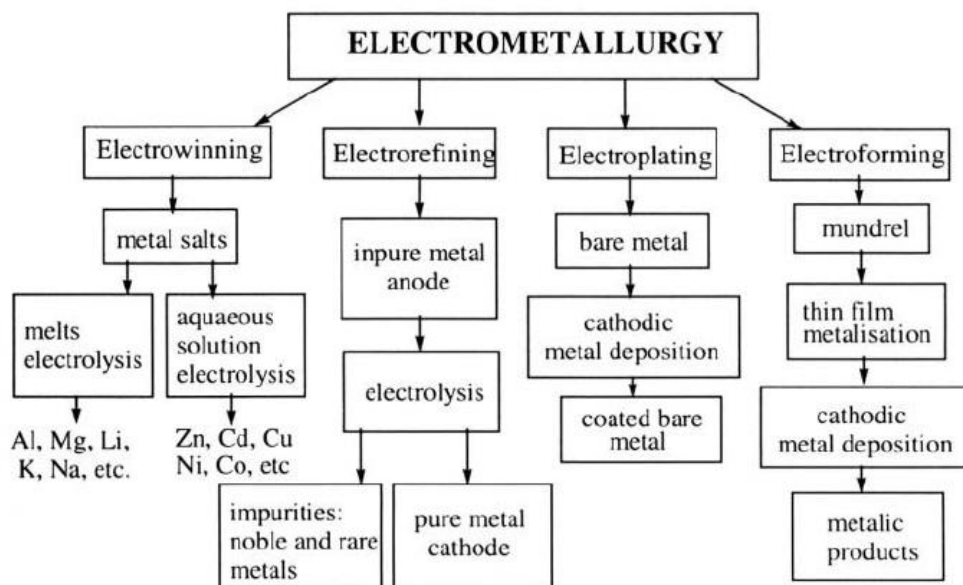 ELECTROMETALLURGY
Electrowinning
Electrorefining
Electroplating
Electroforming
metal salts
inpure metal
anode
bare metal
mundrel
melts
electrolysis
aquaeous
solution
electrolysis
cathodic
metal deposition
thin film
metalisation
electrolysis
Al, Mg, Li,
K, Na, etc.
Zn, Cd, Cu
Ni, Co, etc
coated bare
metal
cathodic
metal deposition
impurities:
noble and rare
metals
pure metal
cathode
metalic
products